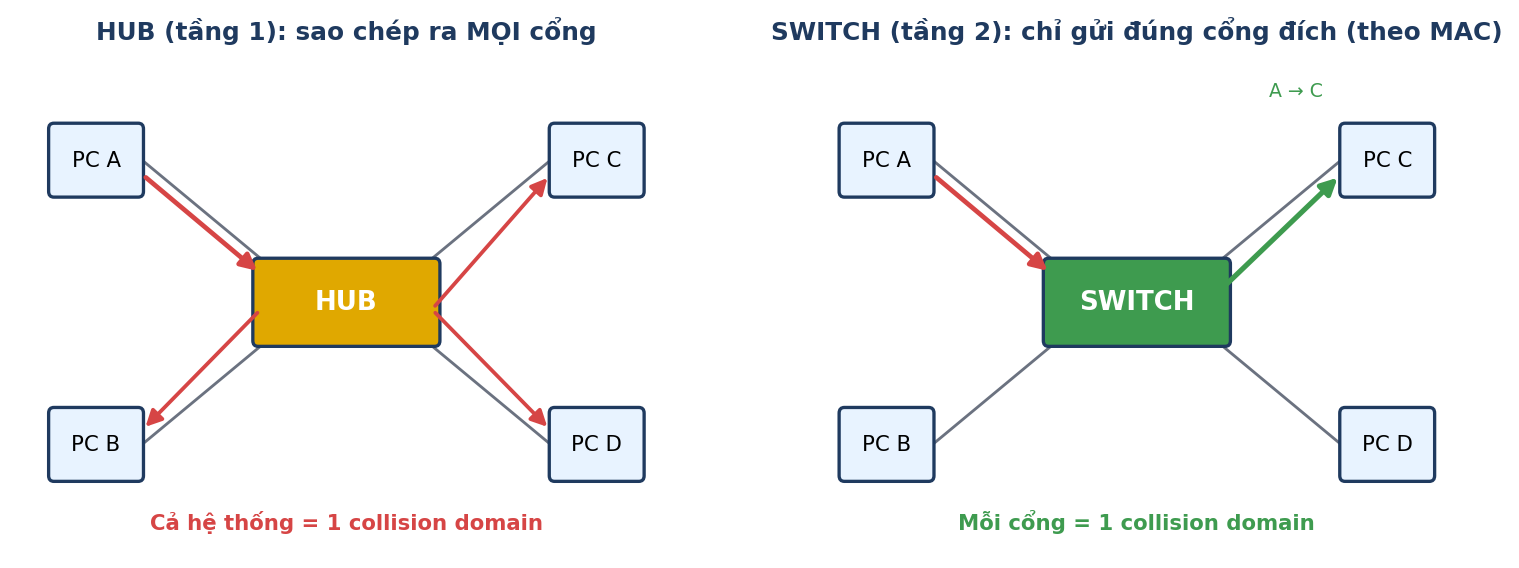 HUB (tầng 1): sao chép ra MỌI cổng
PC A
PC C
HUB
PC B
PC D
Cả hệ thống = 1 collision domain
SWITCH (tầng 2): chỉ gửi đúng cổng đích (theo MAC)
A → C
PC A
PC C
SWITCH
PC B
PC D
Mỗi cổng = 1 collision domain